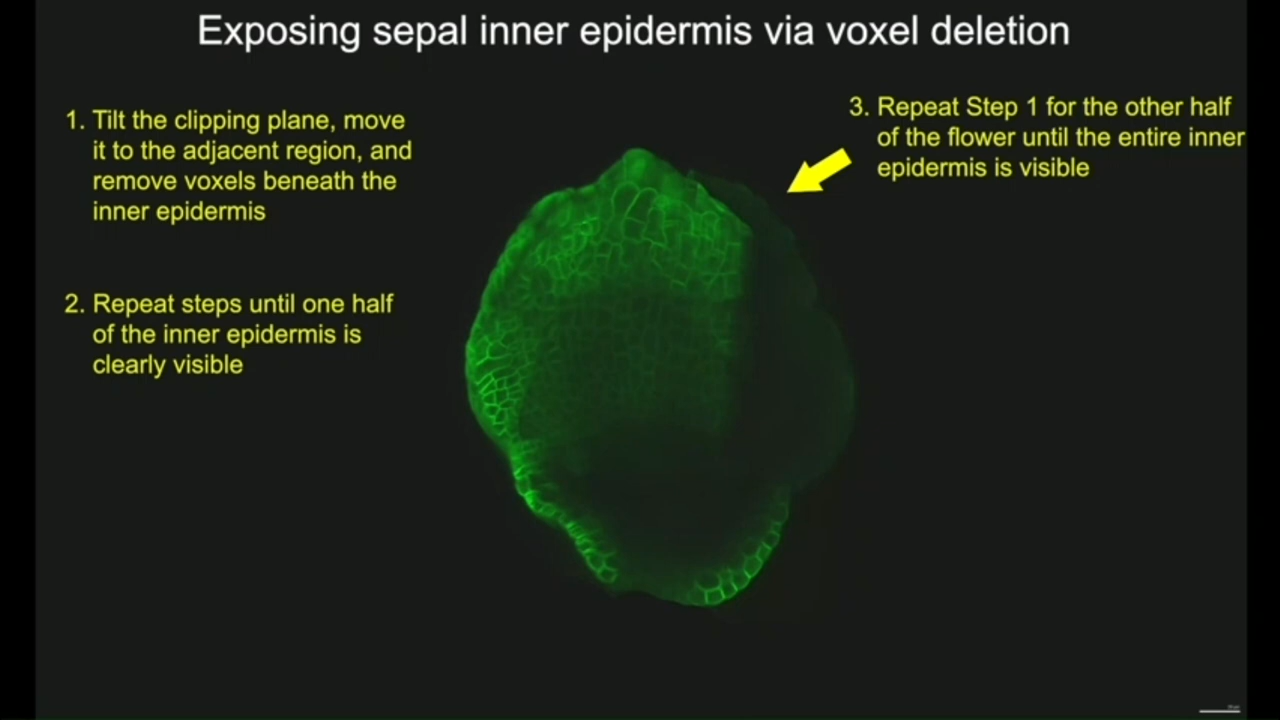 Exposing sepal inner epidermis via voxel deletion
1. Tilt the clipping plane, move
it to the adjacent region, and
remove voxels beneath the
inner epidermis
2. Repeat steps until one half
of the inner epidermis is
clearly visible
3. Repeat Step 1 for the other half
of the flower until the entire inner
epidermis is visible